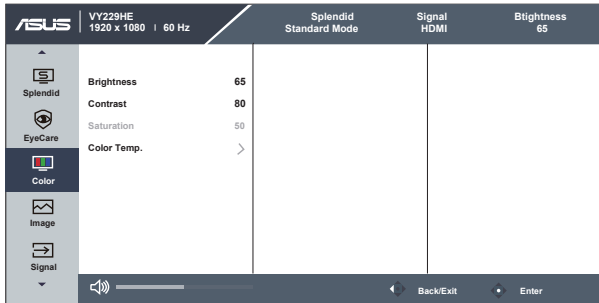 ASUS
VY229HE
1920 x 1080 | 60 Hz
Splendid
Standard Mode
Signal
HDMI
Btightness
65
Splendid
EyeCare
Color
Image
Signal
Brightness 65
Contrast 80
Saturation 50
Color Temp.
Back/Exit
Enter